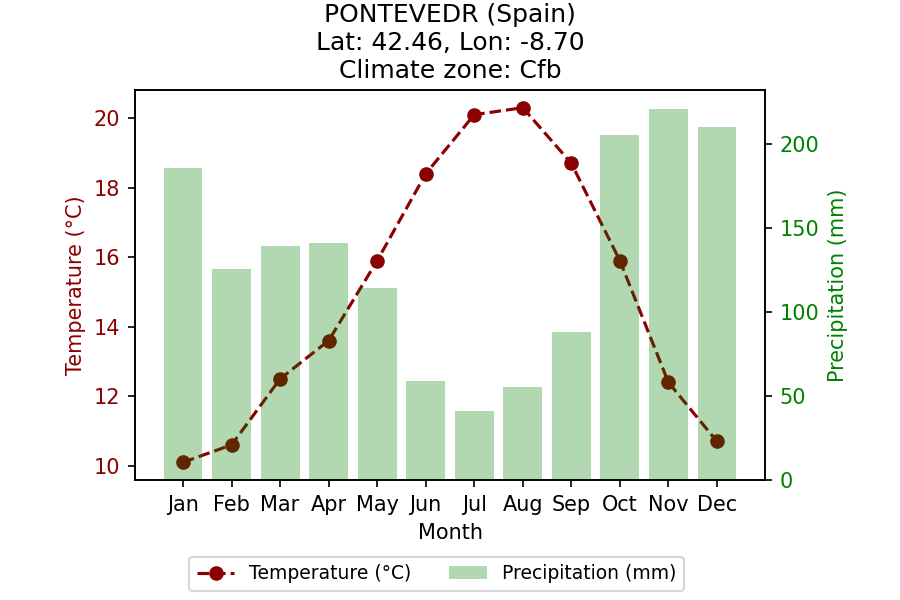 PONTEVEDR (Spain)
Lat: 42.46, Lon: -8.70
Climate zone: Cfb
Temperature (°C)
20
18
16
14
12
10
200
150
100
50
0
Precipitation (mm)
Jan Feb Mar Apr May Jun Jul Aug Sep Oct Nov Dec
Month
Temperature (°C) Precipitation (mm)